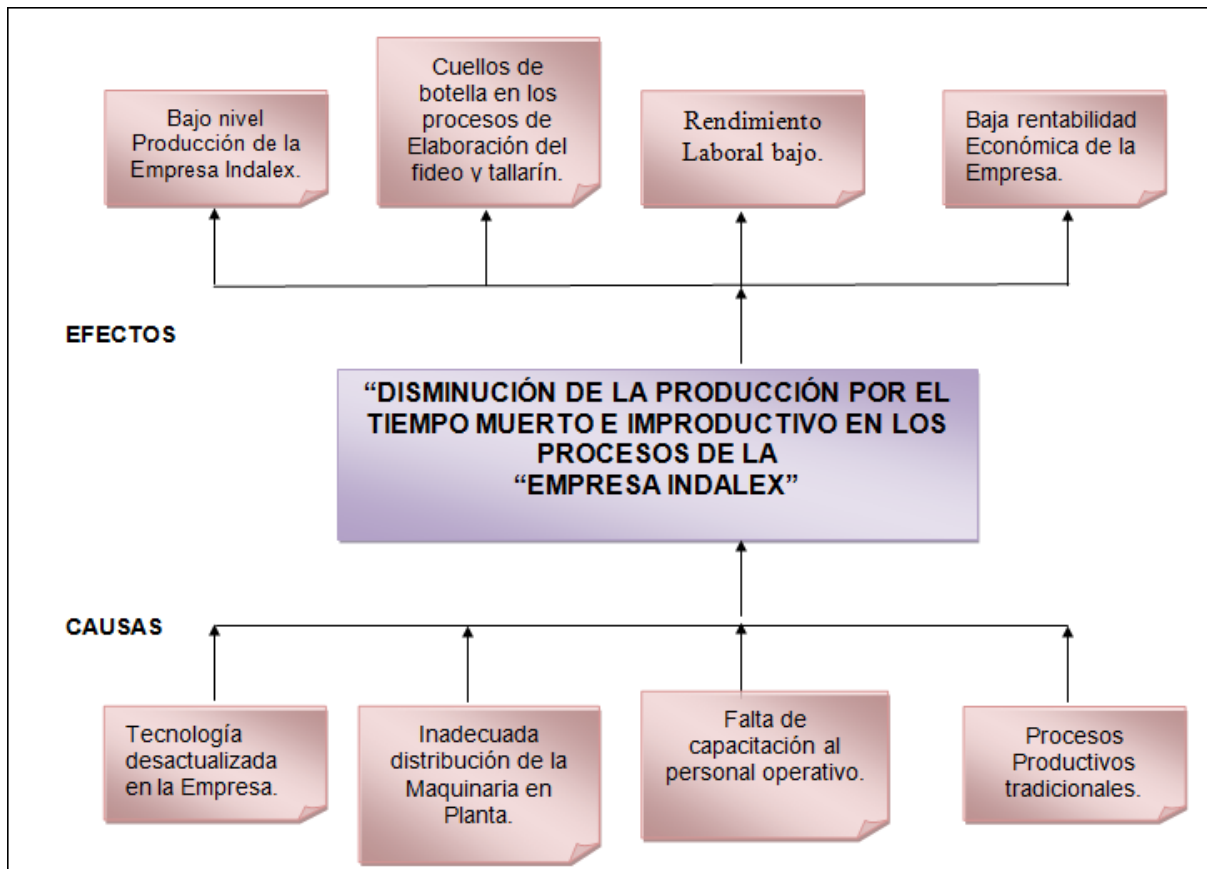 Bajo nivel
Producción de la
Empresa Indalex.
Cuellos de
botella en los
procesos de
Elaboración del
fideo y tallarín.
Rendimiento
Laboral bajo.
Baja rentabilidad
Económica de la
Empresa.
EFECTOS
“DISMINUCIÓN DE LA PRODUCCIÓN POR EL
TIEMPO MUERTO E IMPRODUCTIVO EN LOS
PROCESOS DE LA
“EMPRESA INDALEX”
CAUSAS
Tecnología
desactualizada
en la Empresa.
Inadecuada
distribución de la
Maquinaria en
Planta.
Falta de
capacitación al
personal operativo.
Procesos
Productivos
tradicionales.